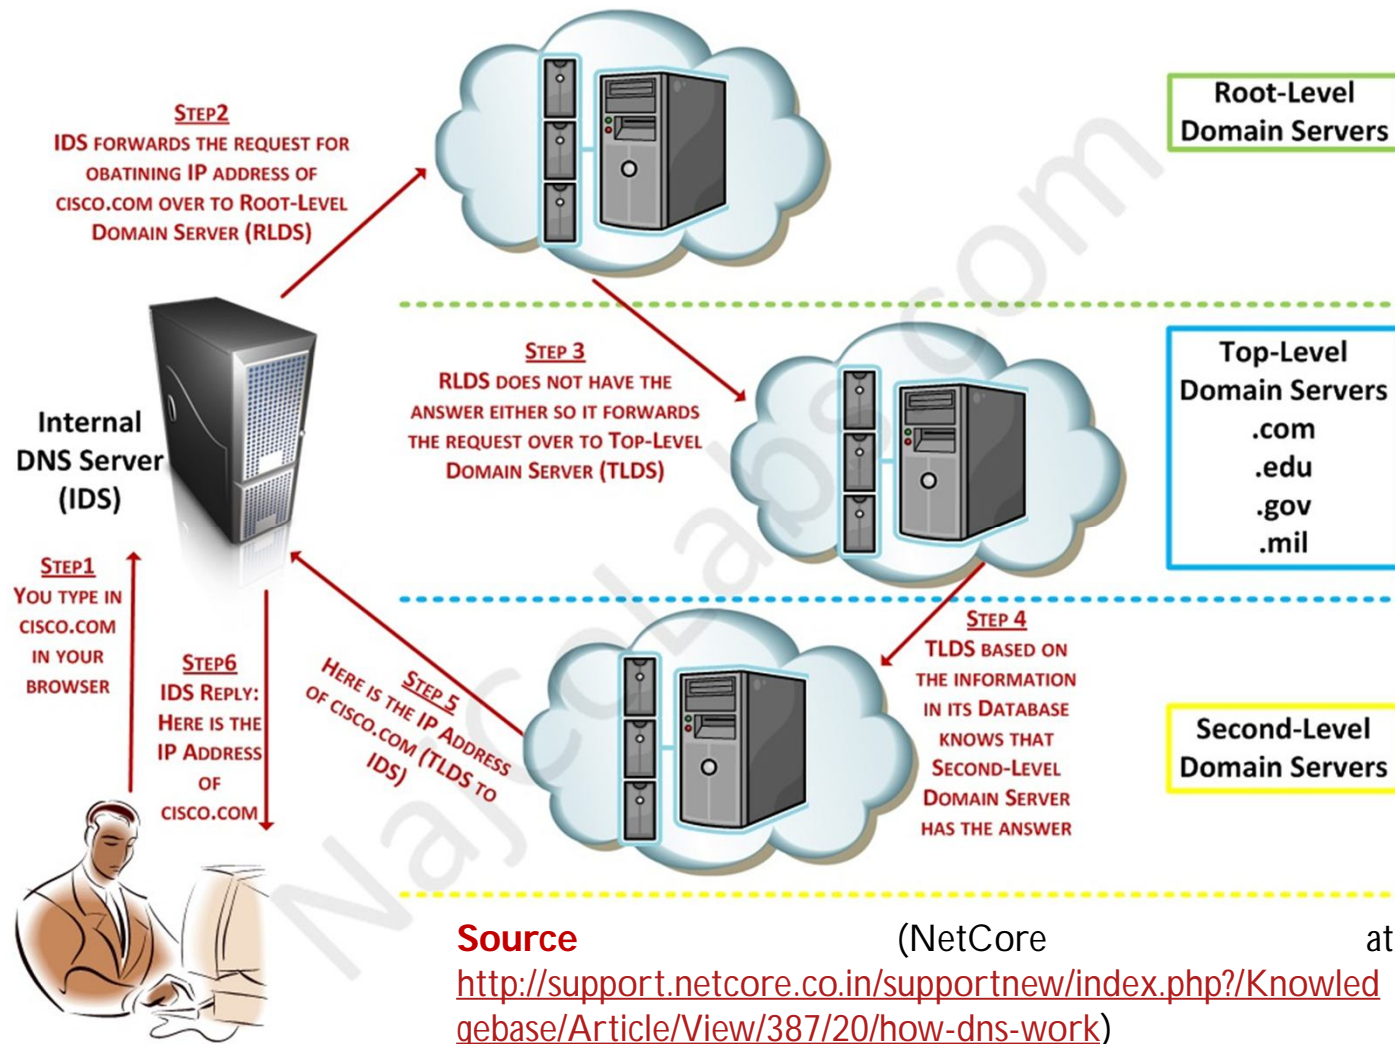 STEP2
IDS FORWARDS THE REQUEST FOR
OBATINING IP ADDRESS OF
CISCO.COM OVER TO ROOT-LEVEL
DOMAIN SERVER (RLDS)
Root-Level
Domain Servers
STEP 3
RLDS DOES NOT HAVE THE
ANSWER EITHER SO IT FORWARDS
THE REQUEST OVER TO TOP-LEVEL
DOMAIN SERVER (TLDS)
Top-Level
Domain Servers
.com
.edu
.gov
.mil
Internal
DNS Server
(IDS)
STEP1
YOU TYPE IN
CISCO.COM
IN YOUR
BROWSER
STEP6
IDS REPLY:
HERE IS THE
IP ADDRESS
OF
CISCO.COM
STEP 5
HERE IS THE IP ADDRESS
OF CISCO.COM (TLDS TO
IDS)
STEP 4
TLDS BASED ON
THE INFORMATION
IN ITS DATABASE
KNOWS THAT
SECOND-LEVEL
DOMAIN SERVER
HAS THE ANSWER
Second-Level
Domain Servers
NajcoLabs.com
Source (NetCore at
http://support.netcore.co.in/supportnew/index.php?/Knowled
gebase/Article/View/387/20/how-dns-work)